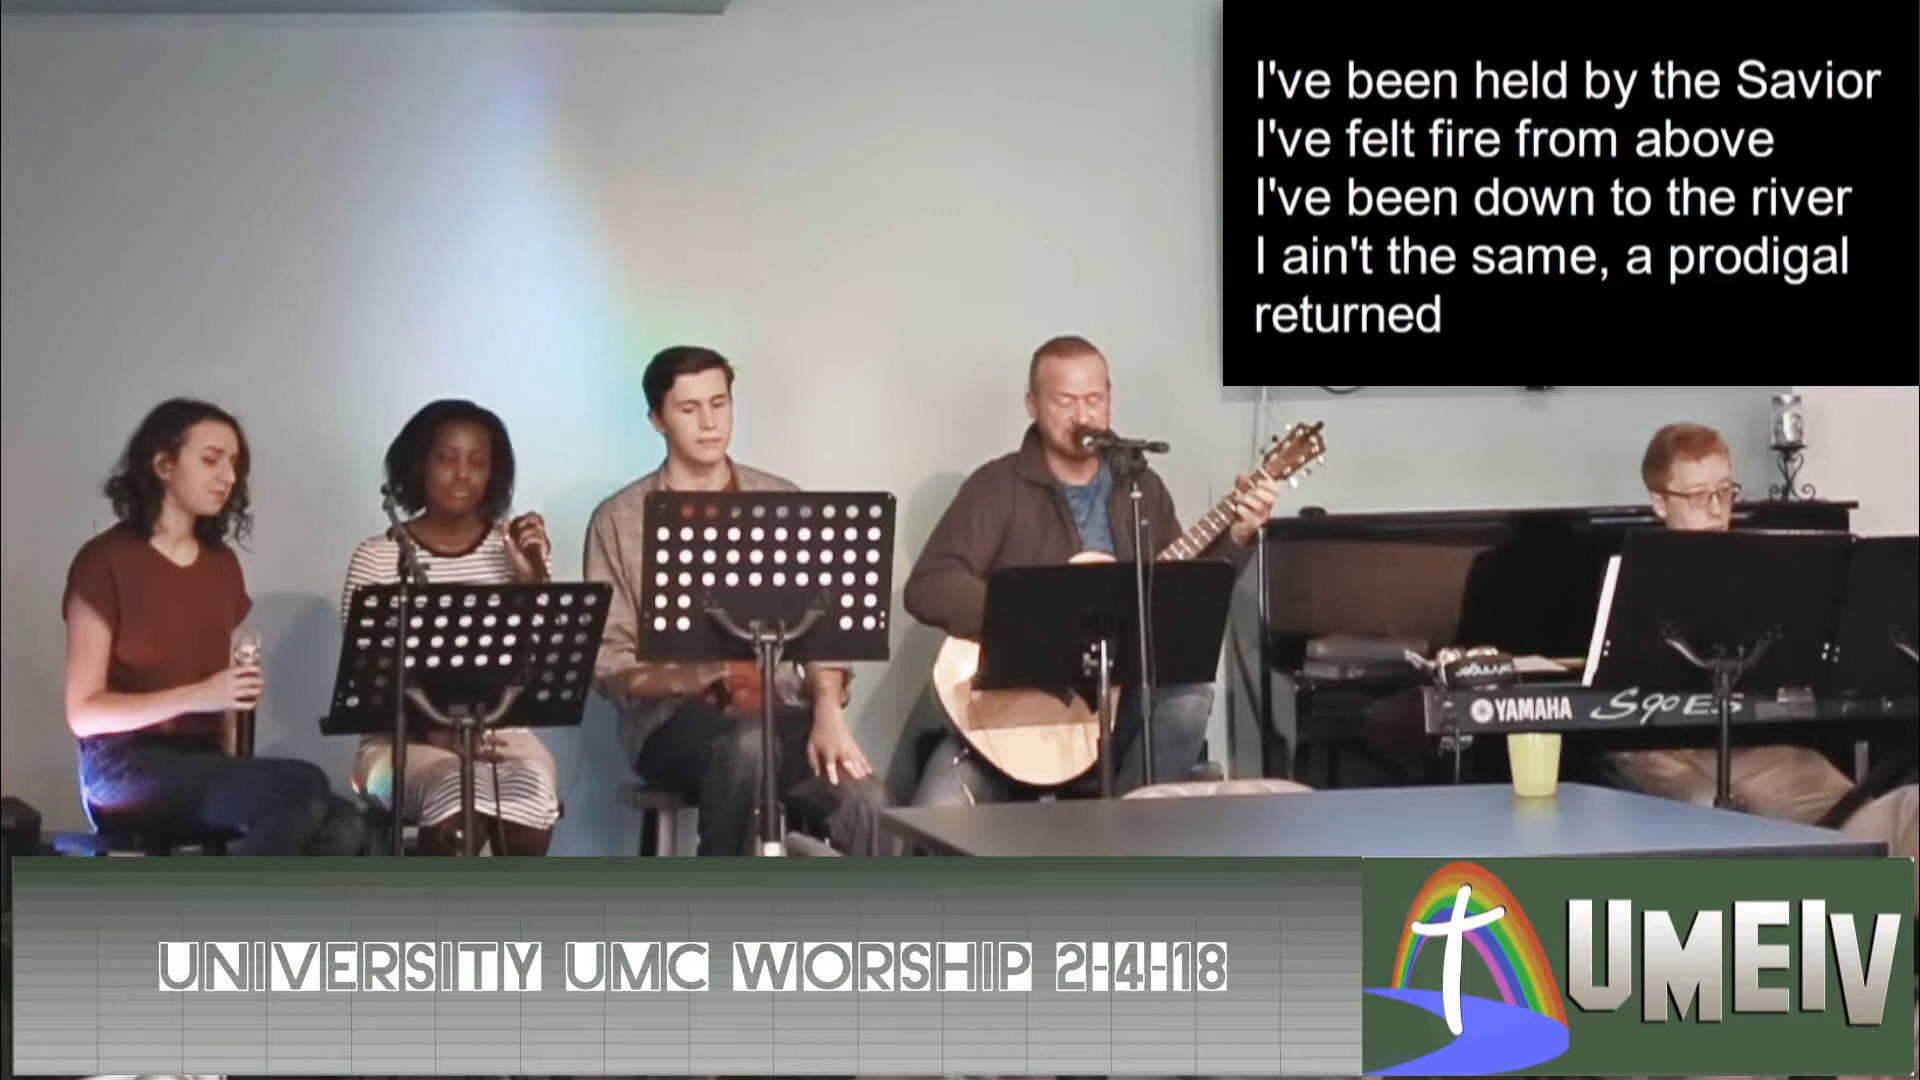 I've been held by the Savior
I've felt fire from above
I've been down to the river
I ain't the same, a prodigal
returned
YAMAHA S90 ES
UNIVERSITY UMC WORSHIP 2-4-18
UMEIV